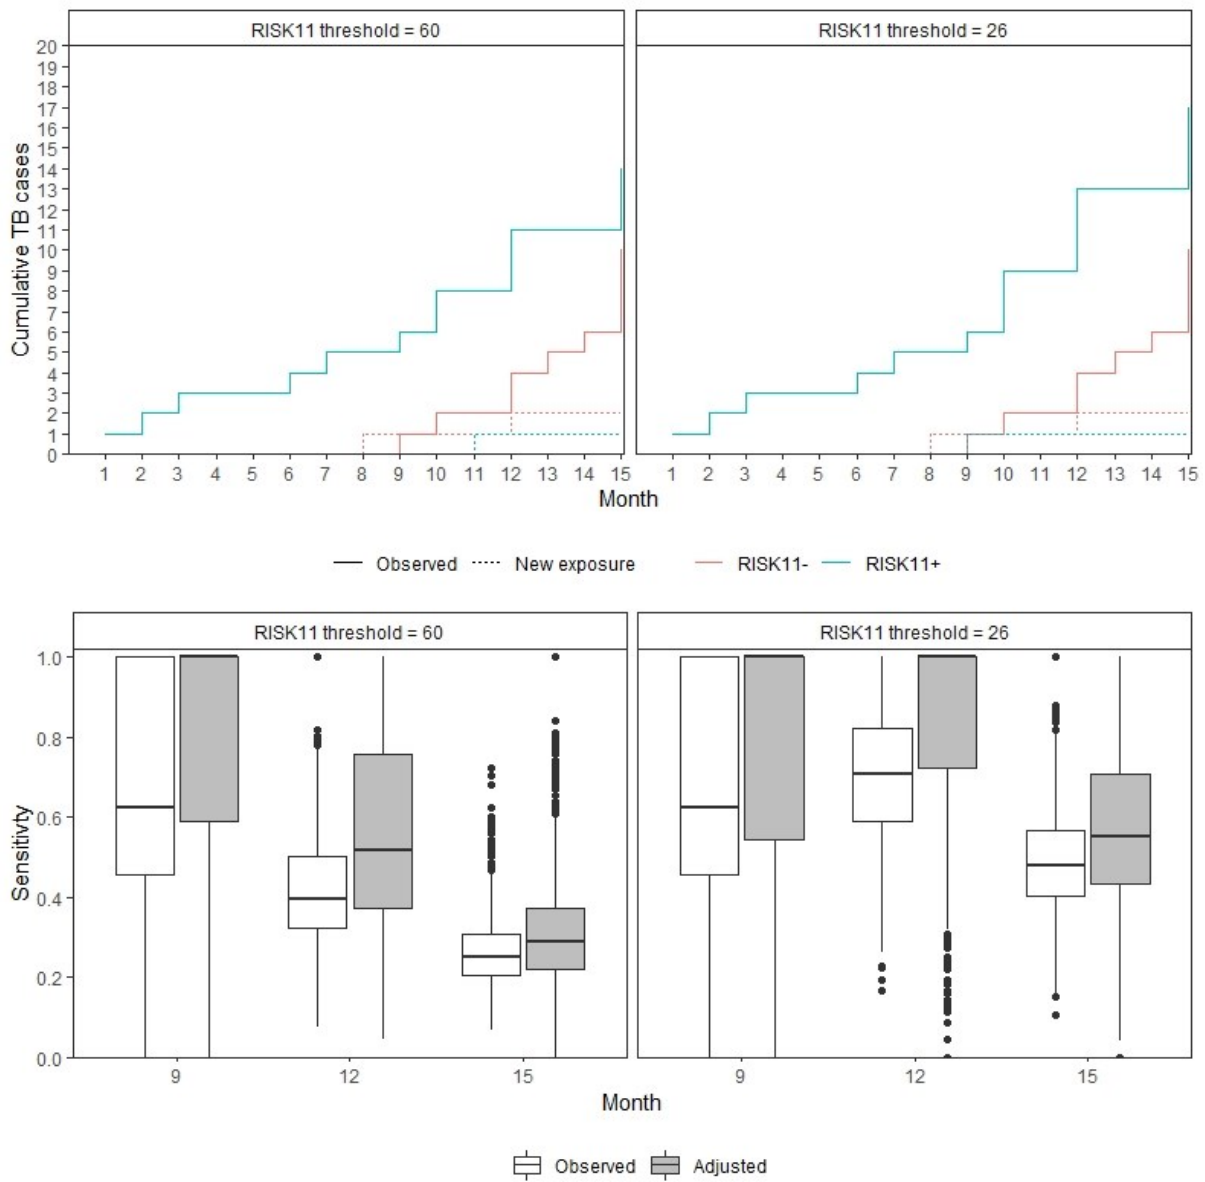 RISK11 threshold = 60
RISK11 threshold = 26
Cumulative TB cases
20
19
18
17
16
15
14
13
12
11
10
9
8
7
6
5
4
3
2
1
0
1 2 3 4 5 6 7 8 9 10 11 12 13 14 15
1 2 3 4 5 6 7 8 9 10 11 12 13 14 15
Month
Observed New exposure RISK11- RISK11+
RISK11 threshold = 60
RISK11 threshold = 26
Sensitivty
1.0
0.8
0.6
0.4
0.2
0.0
9 12 15
9 12 15
Month
Observed Adjusted